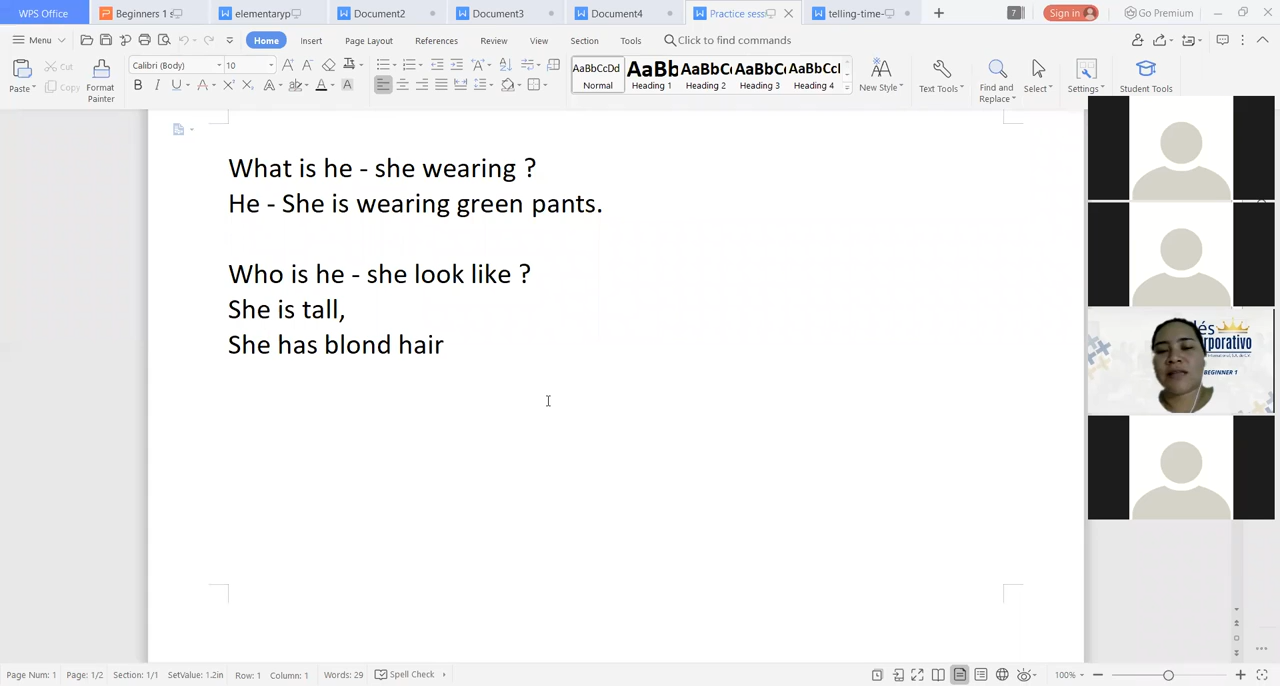 WPS Office
Beginners 1 s
elementaryp
Document2
Document3
Document4
Practice sess
telling-time-
7
Sign in
Go Premium
Menu
Home
Insert
Page Layout
References
Review
View
Section
Tools
Click to find commands
Paste
Cut
Copy
Format
Painter
Calibri (Body)
10
B I U A
AaBbCcDd
Normal
AaBb
Heading 1
AaBbC
Heading 2
AaBbC
Heading 3
AaBbCcI
Heading 4
New Style
Text Tools
Find and
Replace
Select
Settings
Student Tools
What is he - she wearing ?
He - She is wearing green pants.
Who is he - she look like ?
She is tall,
She has blond hair
és
rporativo
BEGINNER 1
Page Num: 1
Page: 1/2
Section: 1/1
SetValue: 1.2in
Row: 1
Column: 1
Words: 29
Spell Check
100%